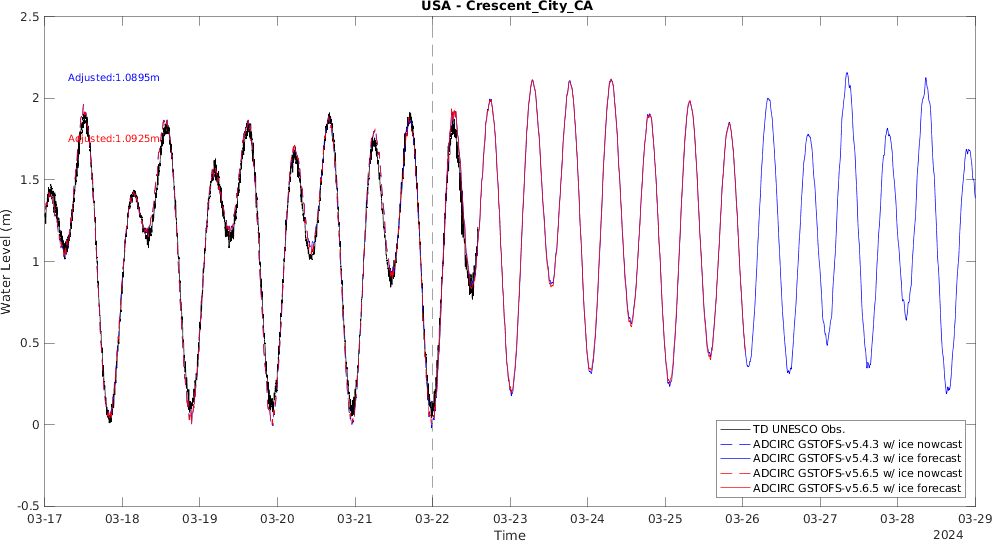 USA - Crescent_City_CA
2.5
2
1.5
1
0.5
0
-0.5
Water Level (m)
Adjusted:1.0895m
Adjusted:1.0925m
TD UNESCO Obs.
ADCIRC GSTOFS-v5.4.3 w/ ice nowcast
ADCIRC GSTOFS-v5.4.3 w/ ice forecast
ADCIRC GSTOFS-v5.6.5 w/ ice nowcast
ADCIRC GSTOFS-v5.6.5 w/ ice forecast
03-17 03-18 03-19 03-20 03-21 03-22 03-23 03-24 03-25 03-26 03-27 03-28 03-29
Time
2024